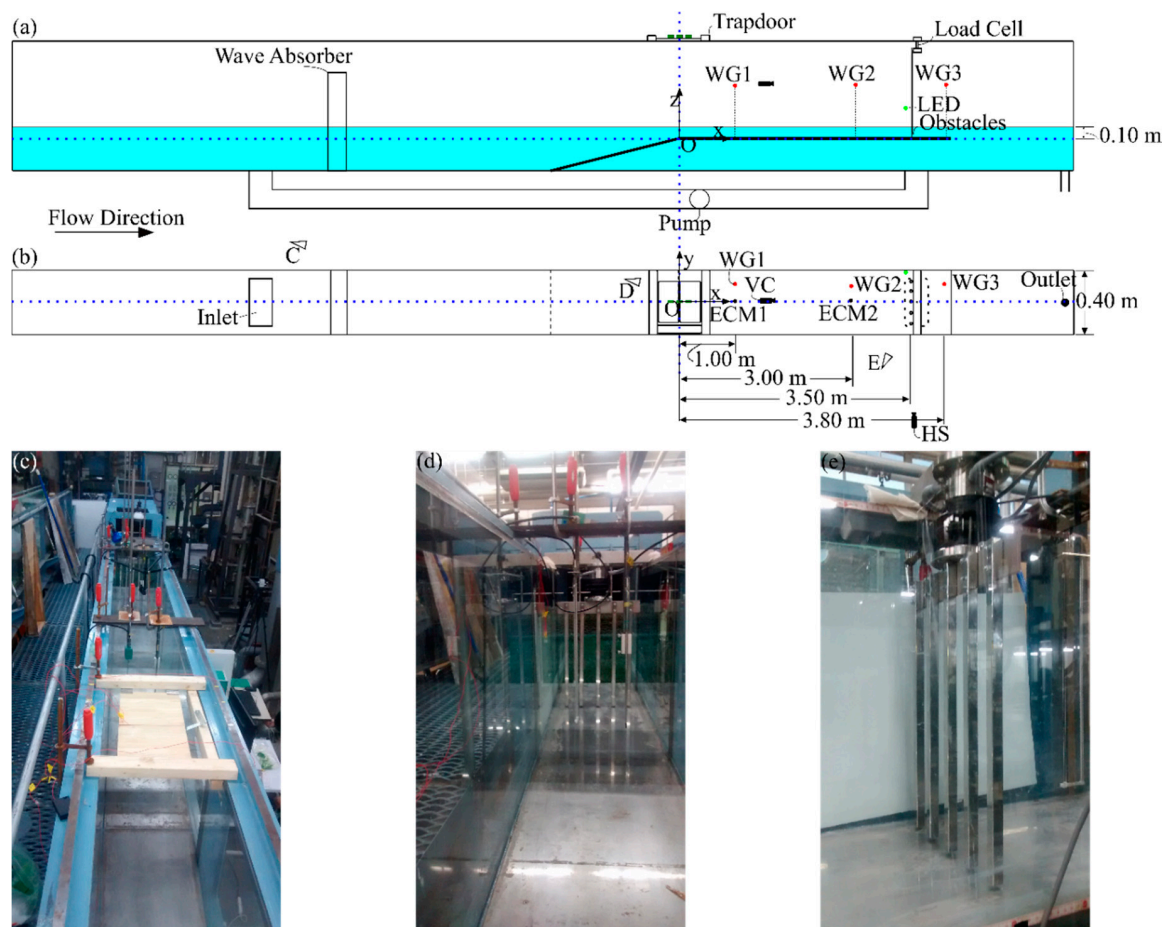 (a)
Trapdoor
Load Cell
Wave Absorber
WG1
WG2
WG3
Z
LED
X
O
Obstacles
0.10 m
Flow Direction
Pump
(b)
C
D
y
WG1
VC
x
O
ECM1
WG2
ECM2
WG3
Outlet
0.40 m
Inlet
1.00 m
E
3.00 m
3.50 m
3.80 m
HS
(c)
(d)
(e)